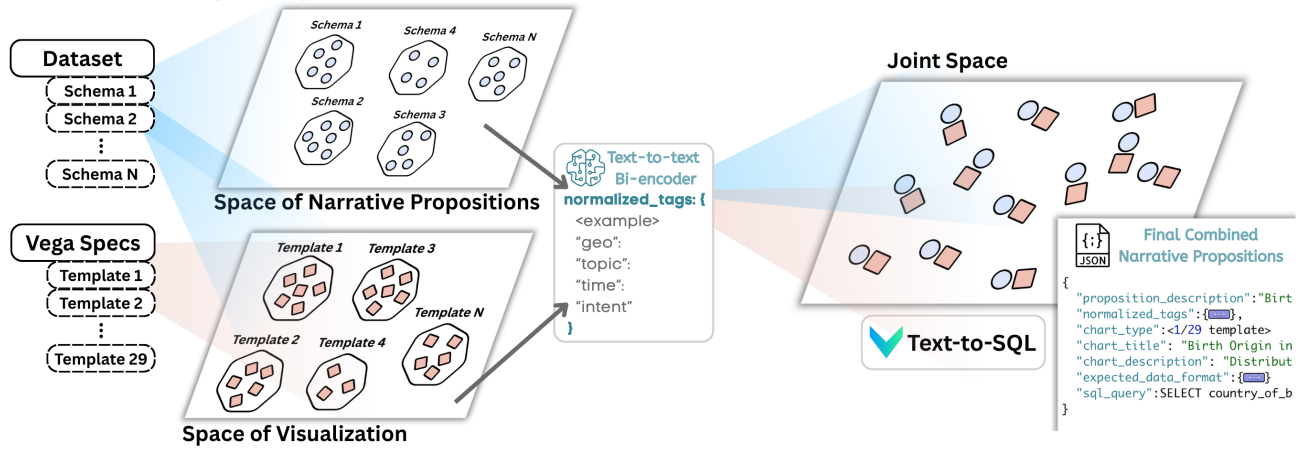 Dataset
Schema 1
Schema 2
Schema N
Vega Specs
Template 1
Template 2
Template 29
Schema 1
Schema 4
Schema N
Schema 2
Schema 3
Space of Narrative Propositions
Template 1
Template 3
Template N
Template 2
Template 4
Space of Visualization
Text-to-text
Bi-encoder
normalized_tags: {
<example>
"geo":
"topic":
"time":
"intent"
}
Joint Space
Text-to-SQL
{;}
JSON
Final Combined
Narrative Propositions
{
"proposition_description":"Birt
"normalized_tags":{},
"chart_type":<1/29 template>
"chart_title": "Birth Origin in
"chart_description": "Distribut
"expected_data_format":{}
"sql_query":SELECT country_of_b
}